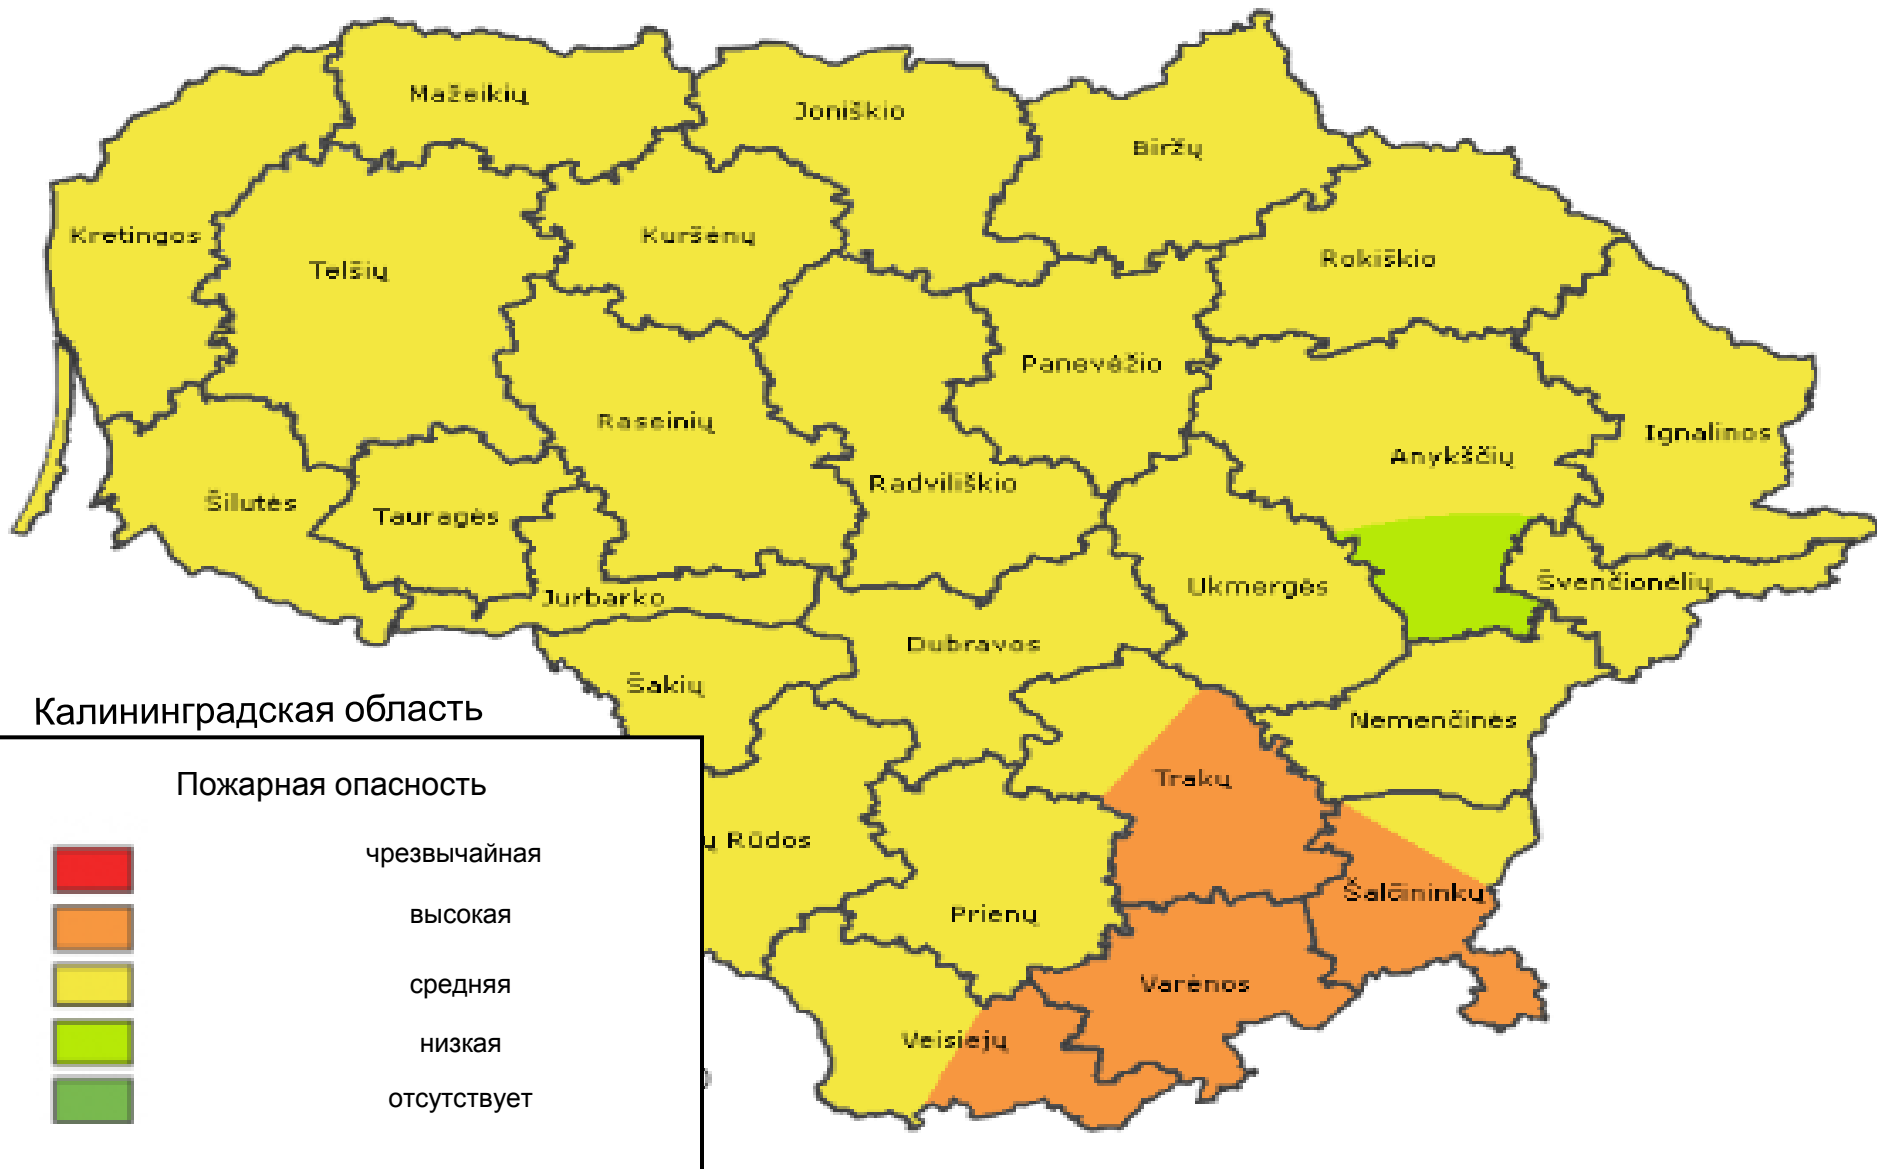 Mažeikių
Joniškio
Biržų
Kretingos
Kuršėnų
Telšių
Rokiškio
Panevėžio
Raseinių
Ignalinos
Anykščių
Radviliškio
Šilutės
Tauragės
Švenčionėlių
Ukmergės
Jurbarko
Dubravos
Šakių
Nemenčinės
Калининградская область
Trakų
Пожарная опасность
ų Rūdos
чрезвычайная
Šalčininkų
высокая
Prienų
средняя
Varėnos
Veisiejų
низкая
отсутствует